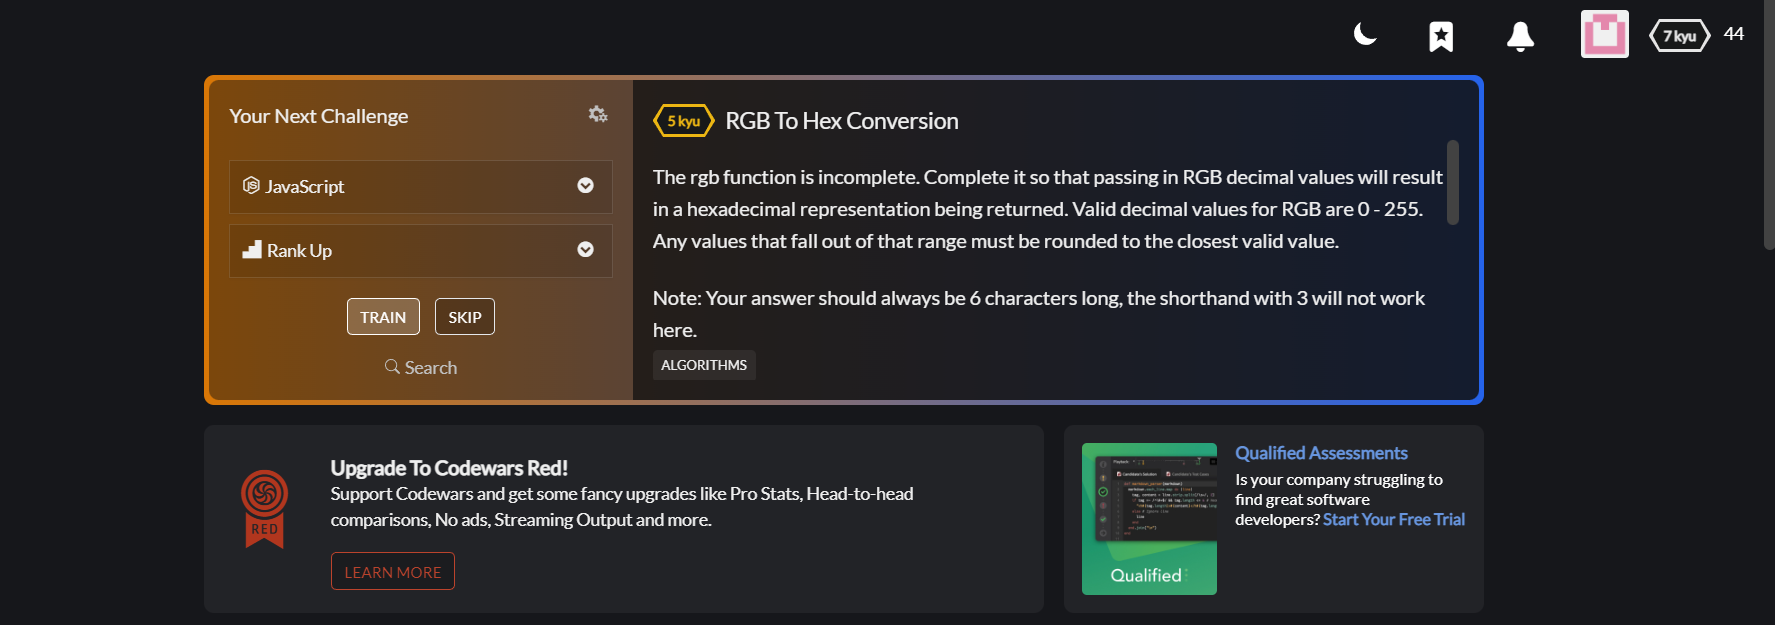 7 kyu 44
Your Next Challenge
JavaScript
Rank Up
TRAIN SKIP
Search
5 kyu RGB To Hex Conversion
The rgb function is incomplete. Complete it so that passing in RGB decimal values will result
in a hexadecimal representation being returned. Valid decimal values for RGB are 0 - 255.
Any values that fall out of that range must be rounded to the closest valid value.
Note: Your answer should always be 6 characters long, the shorthand with 3 will not work
here.
ALGORITHMS
RED
Upgrade To Codewars Red!
Support Codewars and get some fancy upgrades like Pro Stats, Head-to-head
comparisons, No ads, Streaming Output and more.
LEARN MORE
Qualified
Qualified Assessments
Is your company struggling to
find great software
developers? Start Your Free Trial